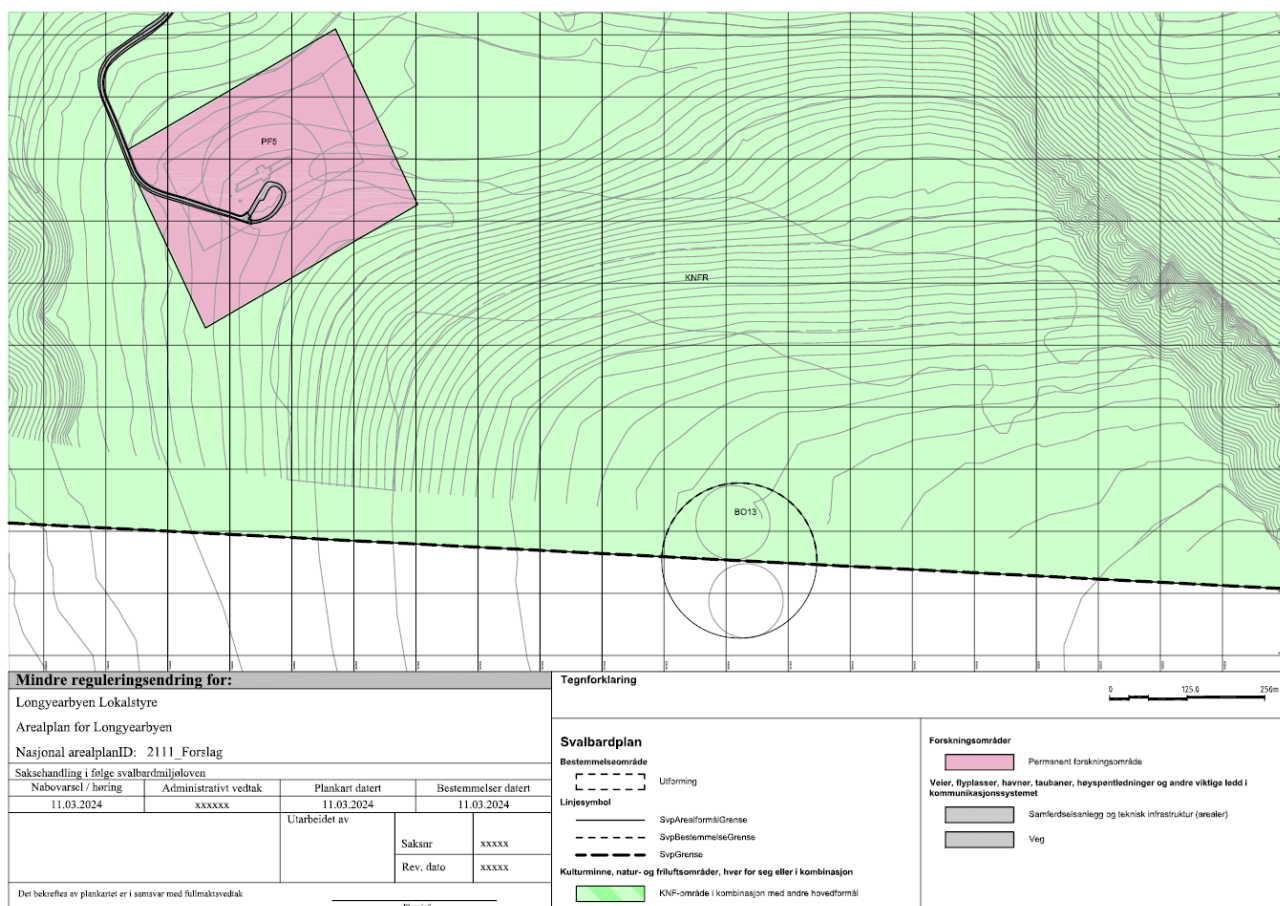 PF5
KNFR
BO13
Mindre reguleringsendring for:
Longyearbyen Lokalstyre
Arealplan for Longyearbyen
Nasjonal arealplanID: 2111_Forslag
Saksehandling i følge svalbardmiljøloven
Nabovarsel / høring Administrativt vedtak Plankart datert Bestemmelser datert
11.03.2024 xxxxxx 11.03.2024 11.03.2024
Utarbeidet av
Saksnr xxxxx
Rev. dato xxxxx
Det bekreftes av plankartet er i samsvar med fullmaktsvedtak
Tegnforklaring
0 125.0 250m
Svalbardplan
Bestemmelseområde
Utforming
Linjesymbol
SvpArealformålGrense
SvpBestemmelseGrense
SvpGrense
Kulturminne, natur- og friluftsområder, hver for seg eller i kombinasjon
KNF-område i kombinasjon med andre hovedformål
Forskningsområder
Permanent forskningsområde
Veier, flyplasser, havner, taubaner, høyspentledninger og andre viktige ledd i
kommunikasjonssystemet
Samferdselsanlegg og teknisk infrastruktur (arealer)
Veg